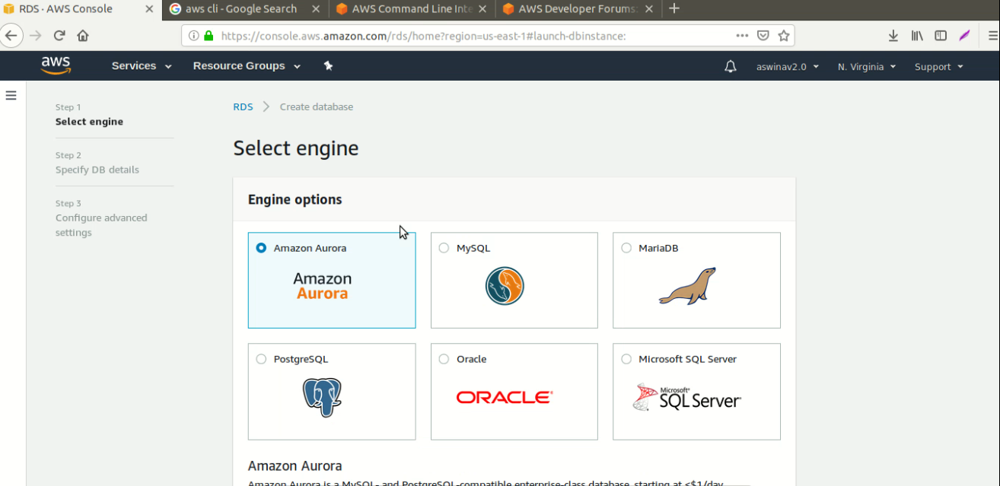 RDS · AWS Console
aws cli - Google Search
AWS Command Line Inte
AWS Developer Forums:
https://console.aws.amazon.com/rds/home?region=us-east-1#launch-dbinstance:
aws
Services
Resource Groups
aswinav2.0
N. Virginia
Support
Step 1
Select engine
Step 2
Specify DB details
Step 3
Configure advanced
settings
RDS
Create database
Select engine
Engine options
Amazon Aurora
Amazon
Aurora
MySQL
MariaDB
PostgreSQL
Oracle
ORACLE
Microsoft SQL Server
Microsoft®
SQL Server
Amazon Aurora
Amazon Aurora is a MySQL- and PostgreSQL-compatible enterprise-class database, starting at <$1/day.